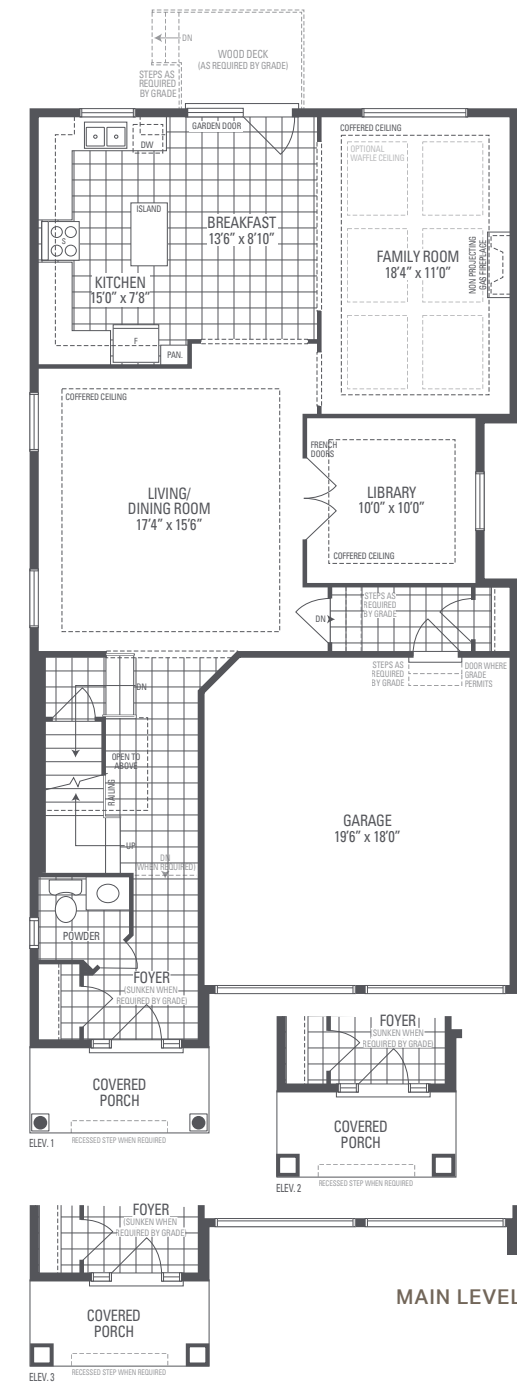 DN
WOOD DECK
(AS REQUIRED BY GRADE)
STEPS AS
REQUIRED
BY GRADE
GARDEN DOOR
DW
COFFERED CEILING
OPTIONAL
WAFFLE CEILING
ISLAND
S
BREAKFAST
13'6" x 8'10"
FAMILY ROOM
18'4" x 11'0"
NON PROJECTING
GAS FIREPLACE
KITCHEN
15'0" x 7'8"
F
PAN.
COFFERED CEILING
FRENCH
DOORS
LIVING/
DINING ROOM
17'4" x 15'6"
LIBRARY
10'0" x 10'0"
COFFERED CEILING
STEPS AS
REQUIRED
BY GRADE
DN
STEPS AS
REQUIRED
BY GRADE
DOOR WHERE
GRADE
PERMITS
DN
OPEN TO
ABOVE
RAILING
UP
DN
(WHEN REQUIRED)
GARAGE
19'6" x 18'0"
POWDER
FOYER
(SUNKEN WHEN
REQUIRED BY GRADE)
COVERED
PORCH
ELEV. 1
RECESSED STEP WHEN REQUIRED
FOYER
(SUNKEN WHEN
REQUIRED BY GRADE)
COVERED
PORCH
ELEV. 2
RECESSED STEP WHEN REQUIRED
FOYER
(SUNKEN WHEN
REQUIRED BY GRADE)
COVERED
PORCH
ELEV. 3
RECESSED STEP WHEN REQUIRED
MAIN LEVEL